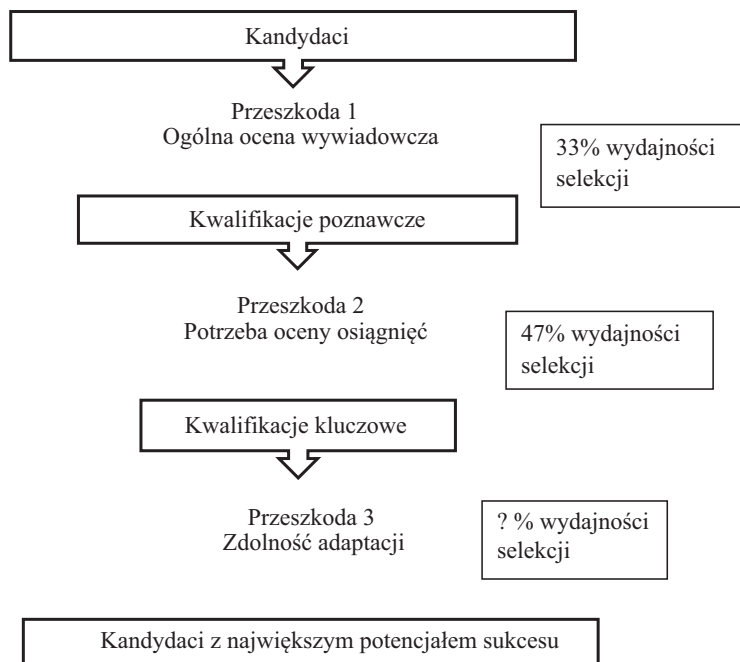 Kandydaci
Przeszkoda 1
Ogólna ocena wywiadowcza
33% wydajności
selekcji
Kwalifikacje poznawcze
Przeszkoda 2
Potrzeba oceny osiągnięć
47% wydajności
selekcji
Kwalifikacje kluczowe
Przeszkoda 3
Zdolność adaptacji
? % wydajności
selekcji
Kandydaci z największym potencjałem sukcesu